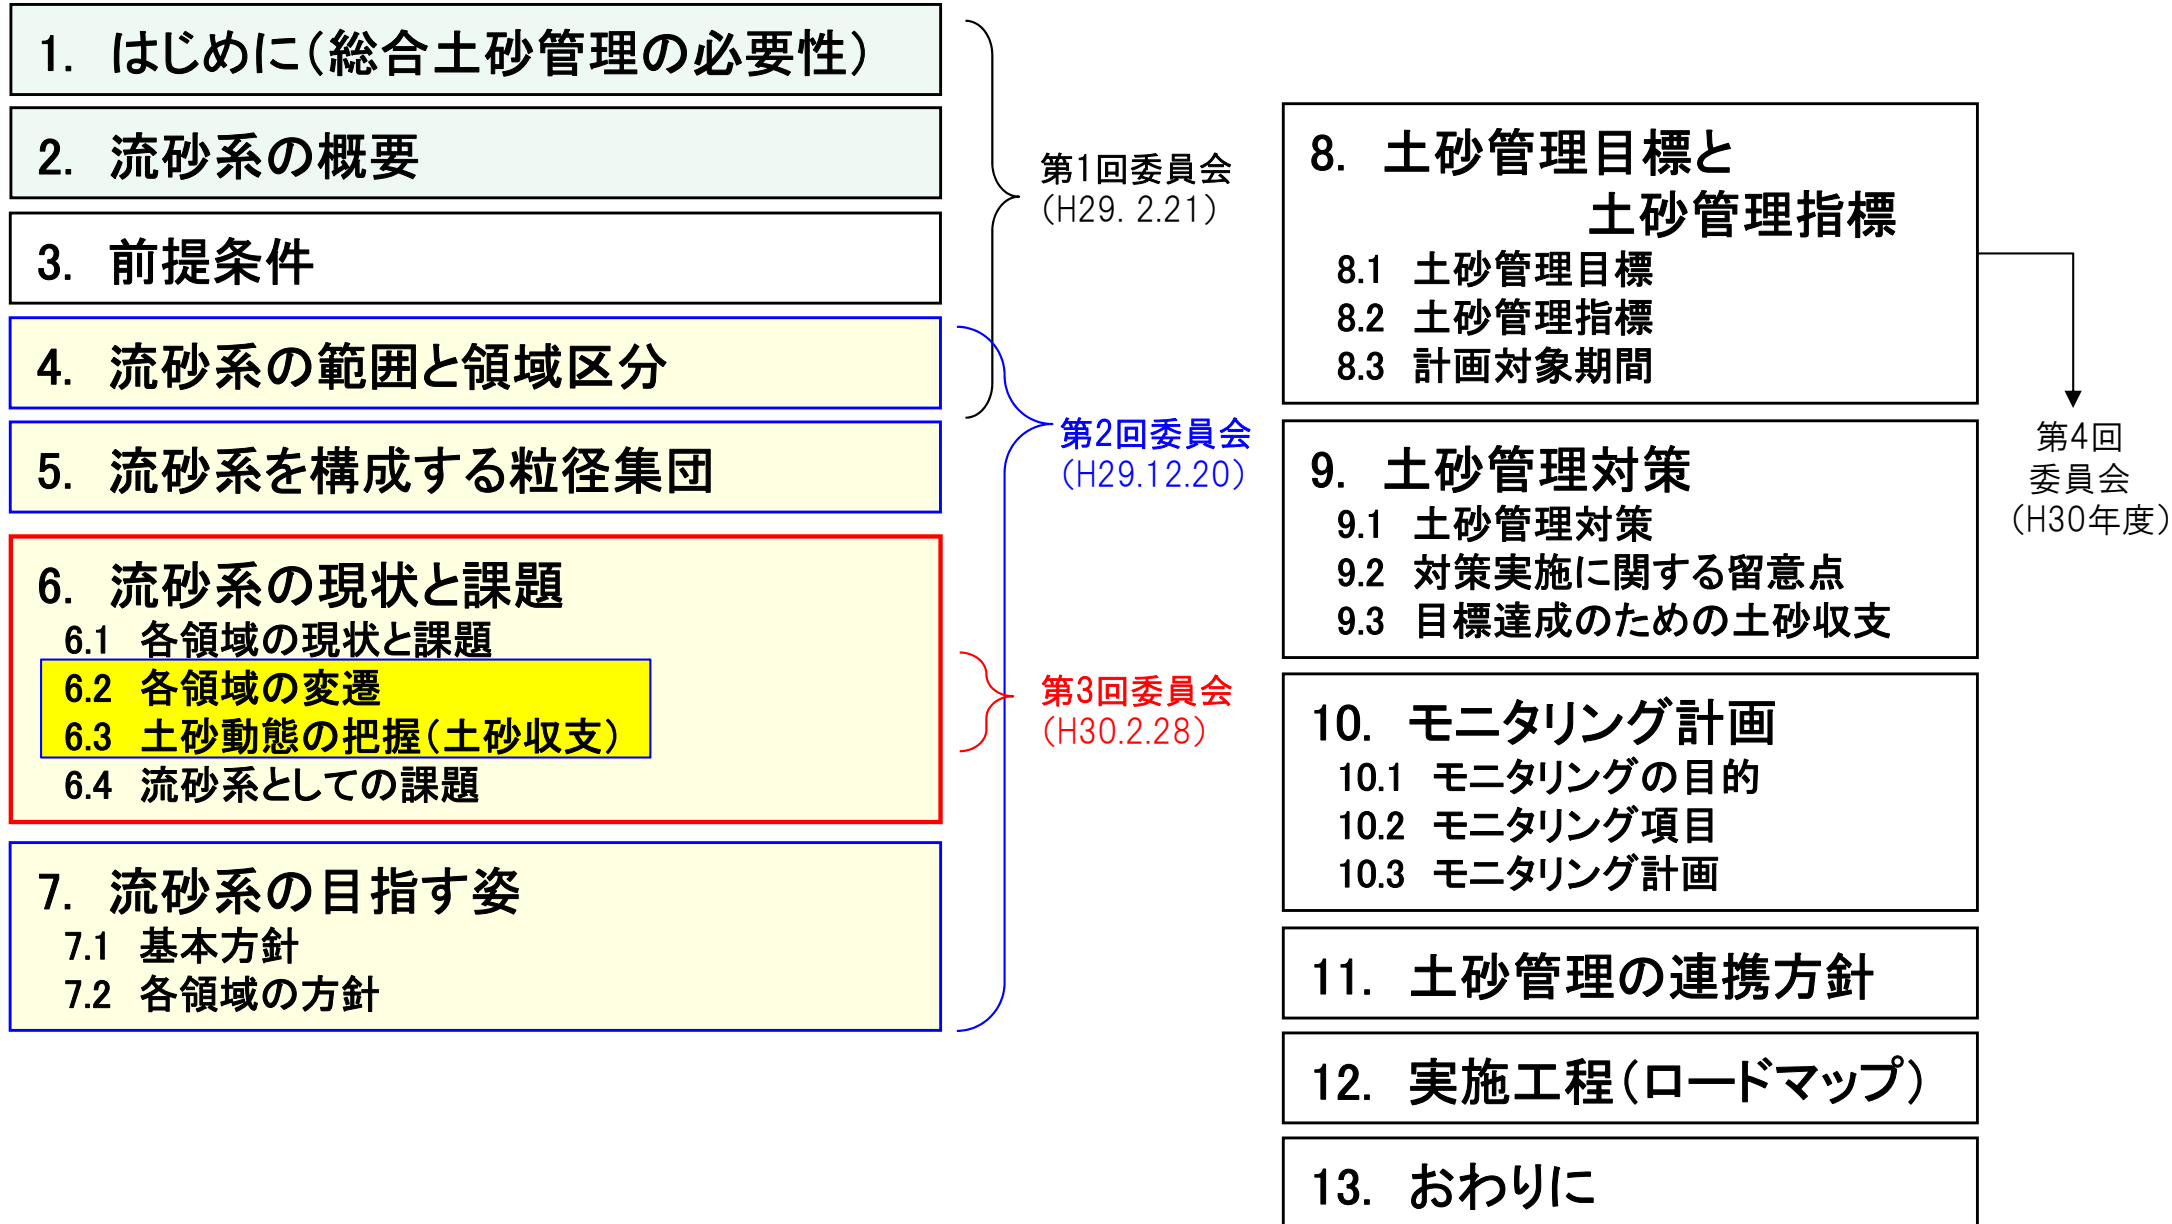 1. はじめに（総合土砂管理の必要性）
2. 流砂系の概要
3. 前提条件
4. 流砂系の範囲と領域区分
5. 流砂系を構成する粒径集団
6. 流砂系の現状と課題
6.1 各領域の現状と課題
6.2 各領域の変遷
6.3 土砂動態の把握（土砂収支）
6.4 流砂系としての課題
7. 流砂系の目指す姿
7.1 基本方針
7.2 各領域の方針
第1回委員会
（H29. 2.21）
第2回委員会
（H29.12.20）
第3回委員会
（H30.2.28）
8. 土砂管理目標と
土砂管理指標
8.1 土砂管理目標
8.2 土砂管理指標
8.3 計画対象期間
9. 土砂管理対策
9.1 土砂管理対策
9.2 対策実施に関する留意点
9.3 目標達成のための土砂収支
10. モニタリング計画
10.1 モニタリングの目的
10.2 モニタリング項目
10.3 モニタリング計画
11. 土砂管理の連携方針
12. 実施工程（ロードマップ）
13. おわりに
第4回
委員会
（H30年度）